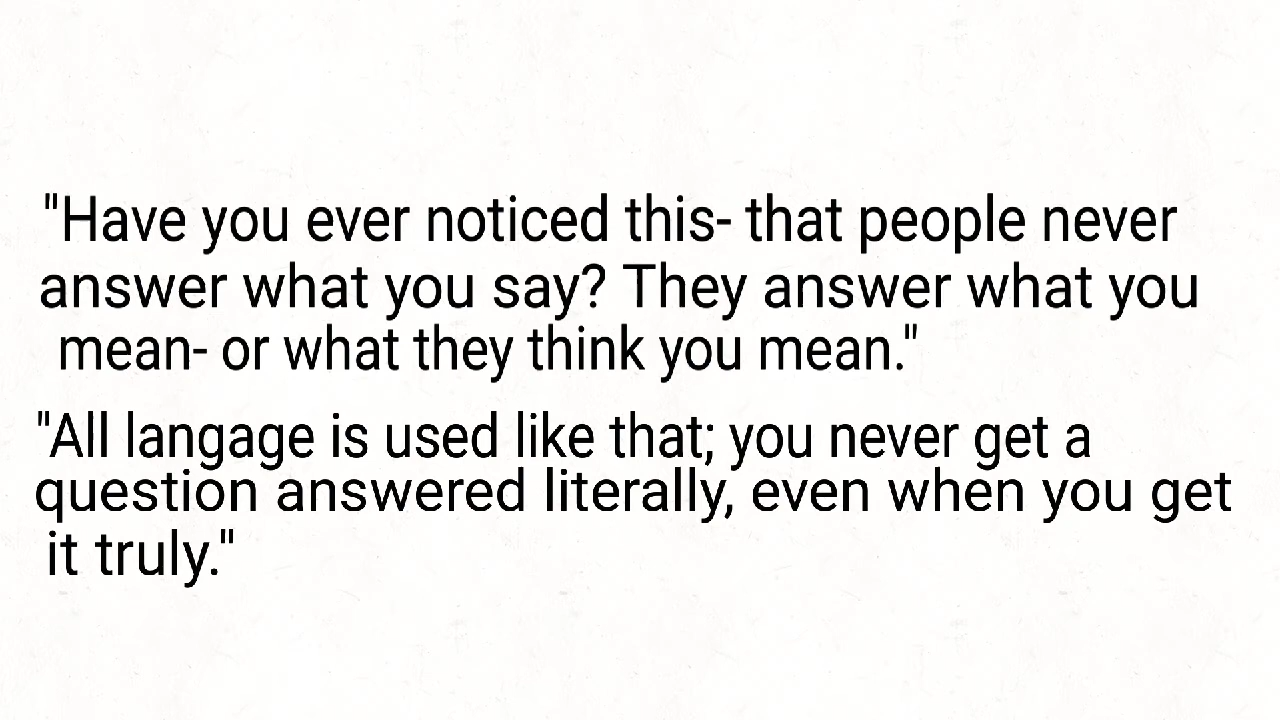 "Have you ever noticed this- that people never
answer what you say? They answer what you
mean- or what they think you mean."
"All langage is used like that; you never get a
question answered literally, even when you get
it truly."